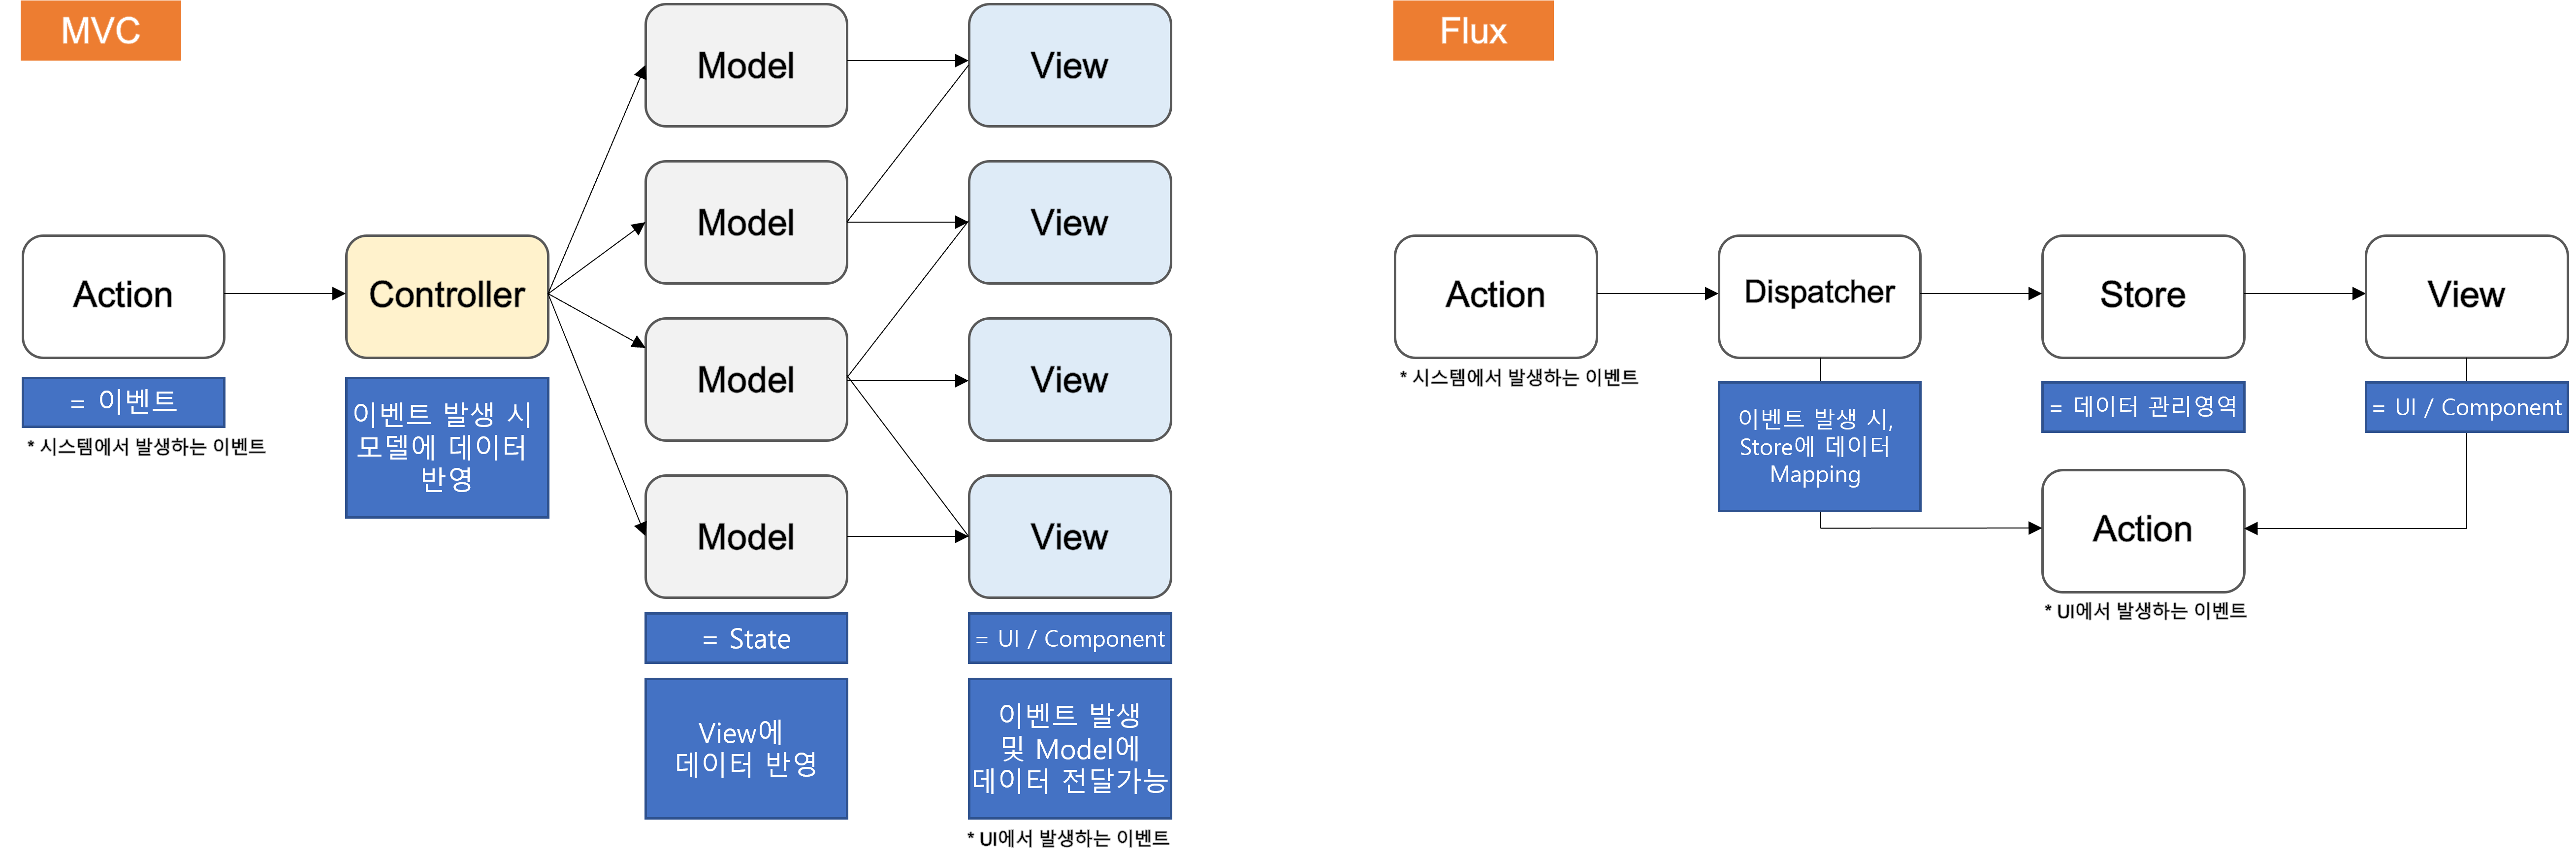 MVC
Action
= 이벤트
* 시스템에서 발생하는 이벤트
Controller
이벤트 발생 시
모델에 데이터
반영
Model
Model
Model
Model
= State
View에
데이터 반영
View
View
View
View
= UI / Component
이벤트 발생
및 Model에
데이터 전달가능
* UI에서 발생하는 이벤트
Flux
Action
* 시스템에서 발생하는 이벤트
Dispatcher
이벤트 발생 시,
Store에 데이터
Mapping
Store
= 데이터 관리영역
View
= UI / Component
Action
* UI에서 발생하는 이벤트